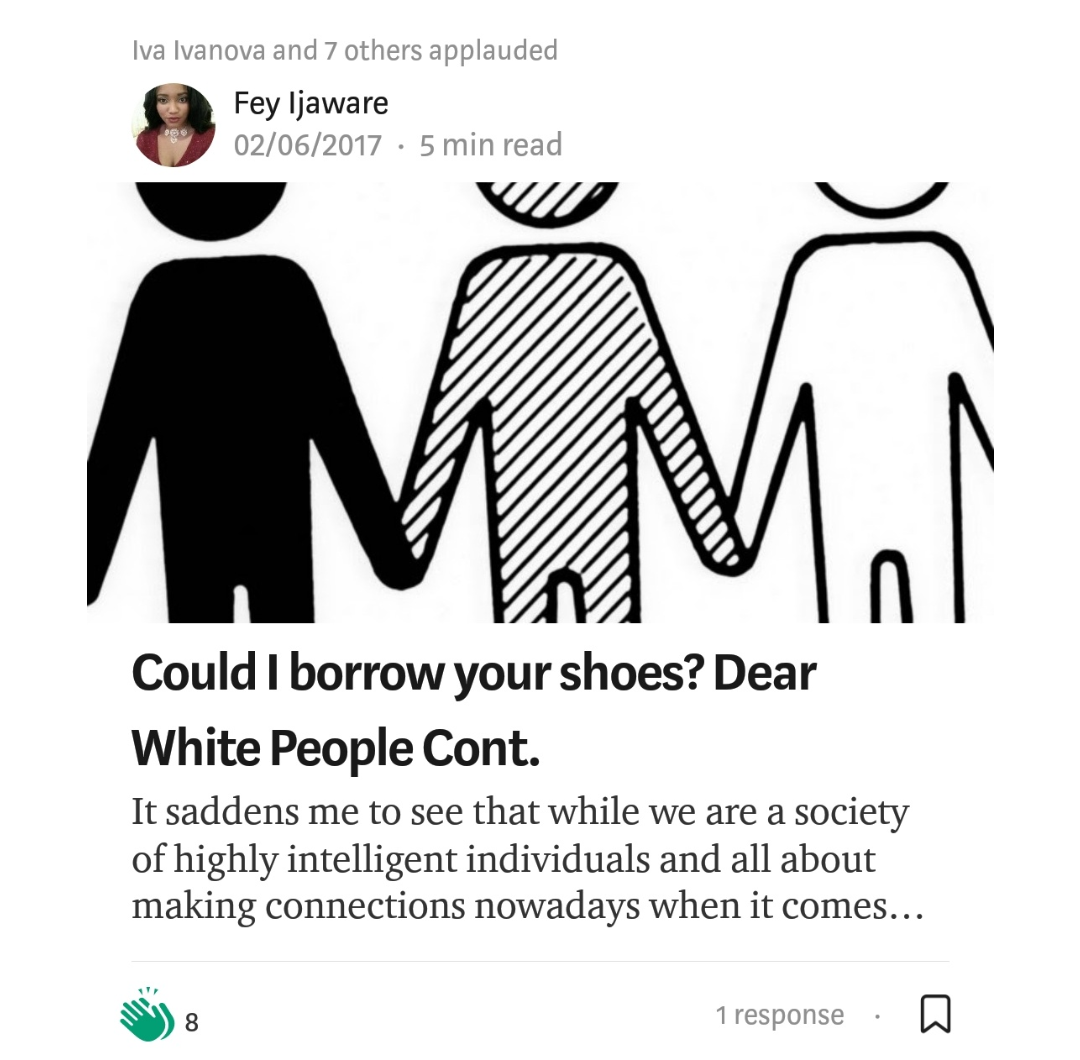 Iva Ivanova and 7 others applauded
Fey Ijaware
02/06/2017 · 5 min read
Could I borrow your shoes? Dear
White People Cont.
It saddens me to see that while we are a society
of highly intelligent individuals and all about
making connections nowadays when it comes…
8
1 response ·